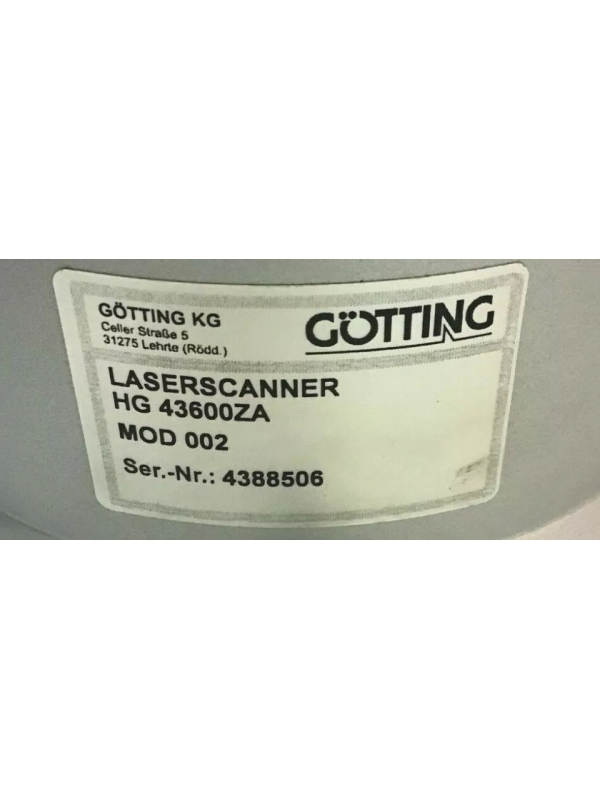 GÖTTING KG
Celler Straße 5
31275 Lehrte (Rödd.)
GÖTTING
LASERSCANNER
HG 43600ZA
MOD 002
Ser.-Nr.: 4388506